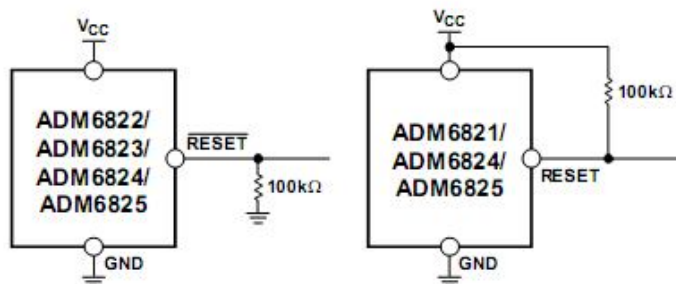 VCC
ADM6822/
ADM6823/
ADM6824/
ADM6825
RESET
100kΩ
GND
VCC
100kΩ
ADM6821/
ADM6824/
ADM6825
RESET
GND